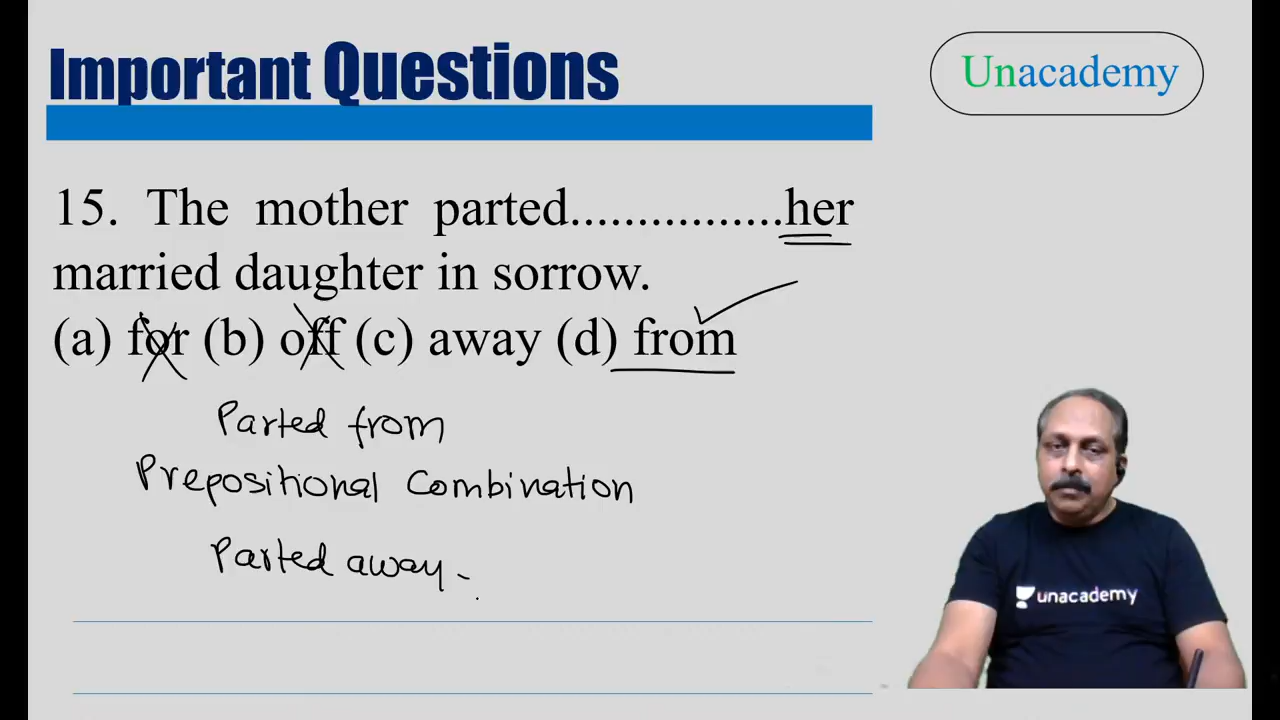 Important Questions
Unacademy
15. The mother parted................her
married daughter in sorrow.
(a) for (b) off (c) away (d) from
Parted from
Prepositional Combination
Parted away -
unacademy